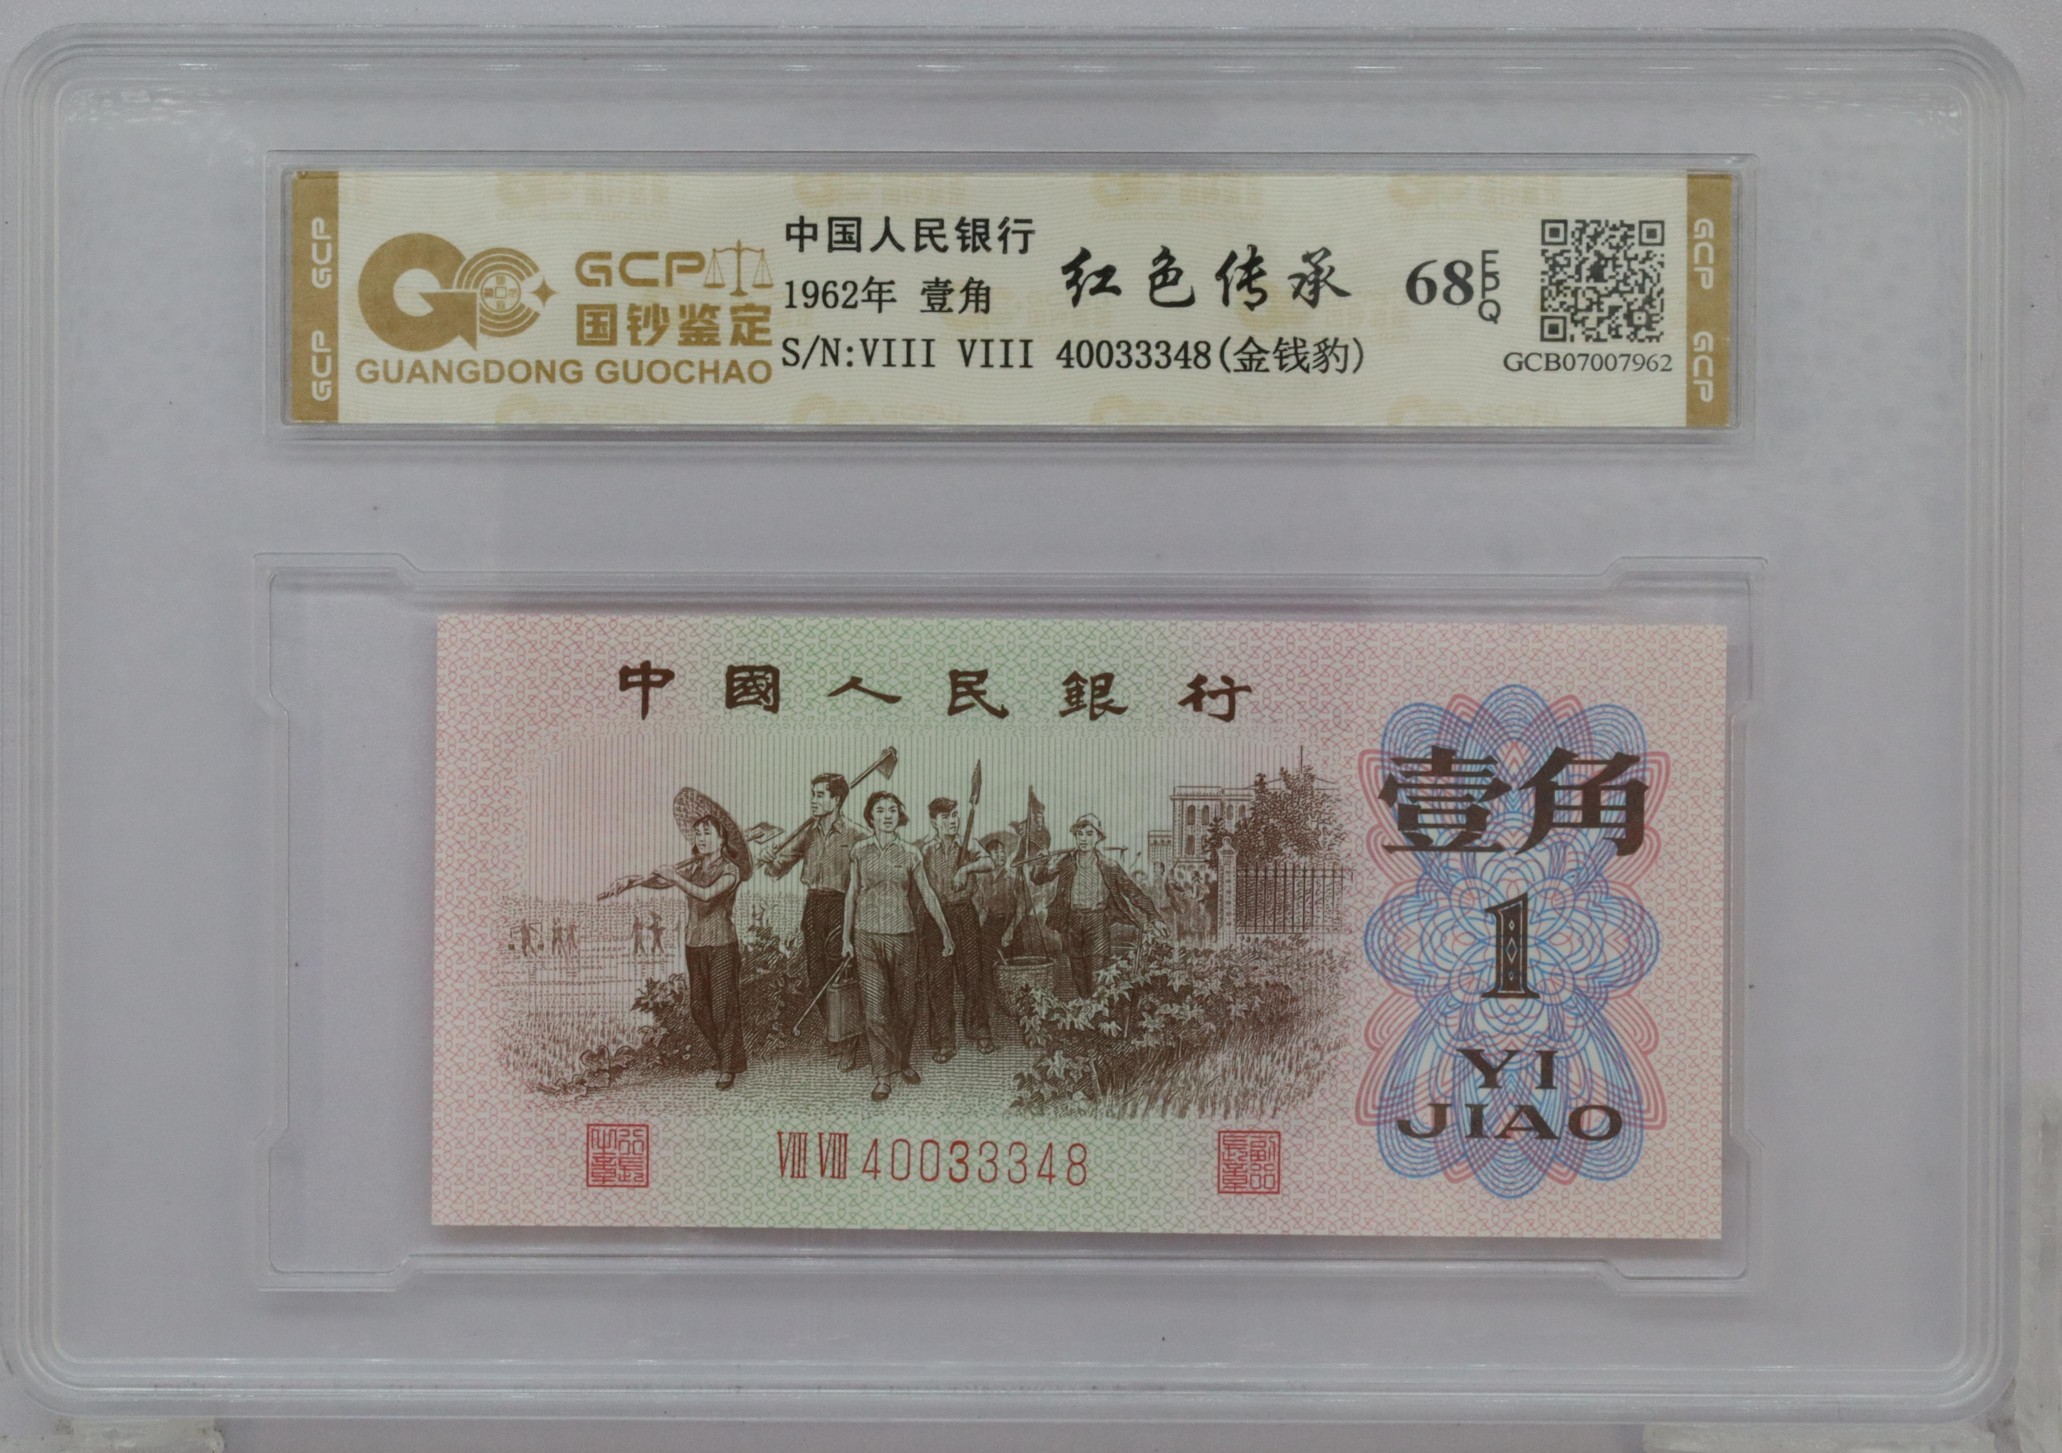 GCP
GCP
GCP
国钞鉴定
GUANGDONG GUOCHAO
中国人民银行
1962年 壹角
S/N:VIII VIII 40033348(金钱豹)
红色传承
68
EPQ
GCB07007962
GCP
GCP
中國人民銀行
壹角
1
YI
JIAO
VIII VIII 40033348